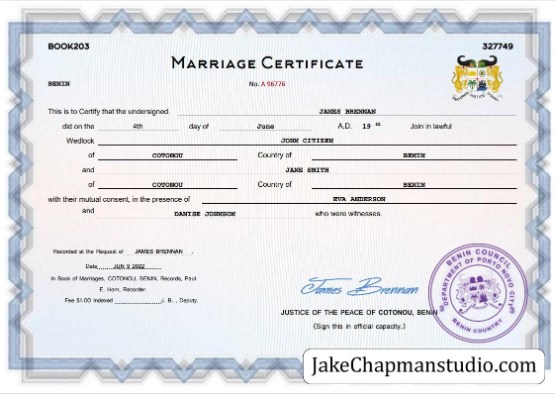 BOOK203
327749
MARRIAGE CERTIFICATE
BENIN
No. A 96776
This is to Certify that the undersigned. JAMES BRENNAN
did on the 4th day of June A.D. 19 Join in lawful
Wedlock JOHN CITIZEN
of COTONOU Country of BENIN
and JANE SMITH
of COTONOU Country of BENIN
with their mutual consent, in the presence of EVA ANDERSON
and DANISE JOHNSON who were witnesses.
Recorded at the Request of JAMES BRENNAN ,
Date JUN 9 2022
in Book of Marriages, COTONOU, BENIN, Records, Paul
E. Horn, Recorder.
Fee $1.00 Indexed J. B. , Deputy.
James Brennan
JUSTICE OF THE PEACE OF COTONOU, BENIN
{Sign this in official capacity.}
BENIN COUNCIL
DEPARTMENT OF PORTO NOVO CITY
BENIN COUNTRY
JakeChapmanstudio.com